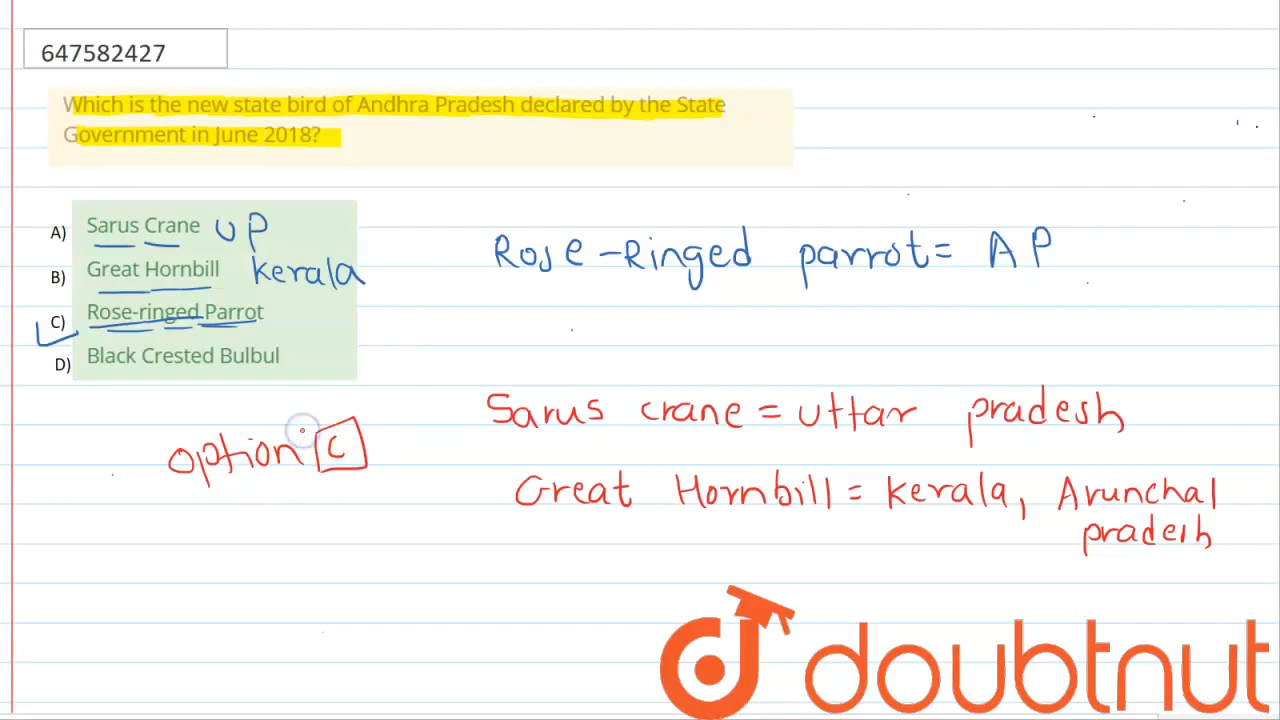 647582427
Which is the new state bird of Andhra Pradesh declared by the State
Government in June 2018?
A) Sarus Crane UP
B) Great Hornbill Kerala
C) Rose-ringed Parrot
D) Black Crested Bulbul
Rose-Ringed parrot= AP
Sarus crane = uttar pradesh
option C
Great Hornbill = kerala, Arunchal
pradesh
doubtnut